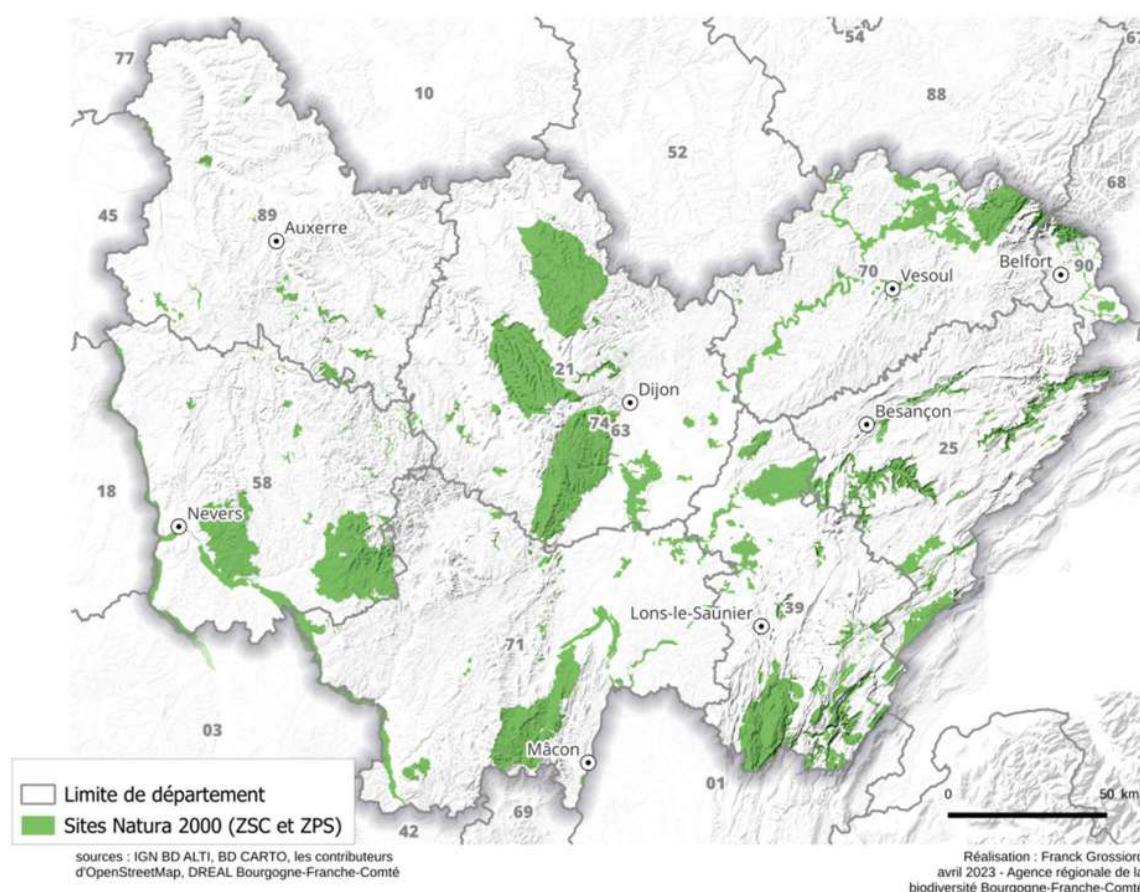 77
10
54
67
88
52
68
45
89
Auxerre
70
Vesoul
Belfort
90
21
Dijon
74
63
Besançon
25
18
58
Nevers
Lons-le-Saunier
39
71
03
Mâcon
01
69
42
0
50 km
Limite de département
Sites Natura 2000 (ZSC et ZPS)
sources : IGN BD ALTI, BD CARTO, les contributeurs
d'OpenStreetMap, DREAL Bourgogne-Franche-Comté
Réalisation : Franck Grossiord
avril 2023 - Agence régionale de la
biodiversité Bourgogne-Franche-Comté